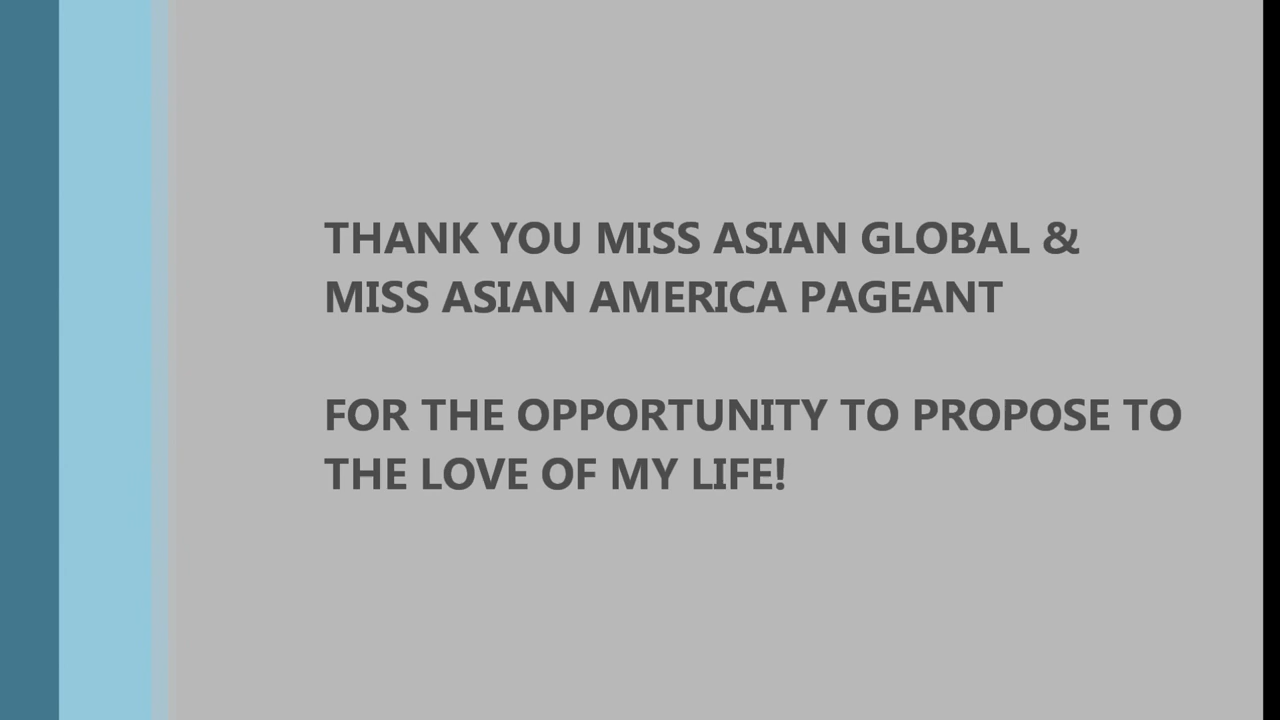 THANK YOU MISS ASIAN GLOBAL &
MISS ASIAN AMERICA PAGEANT
FOR THE OPPORTUNITY TO PROPOSE TO
THE LOVE OF MY LIFE!